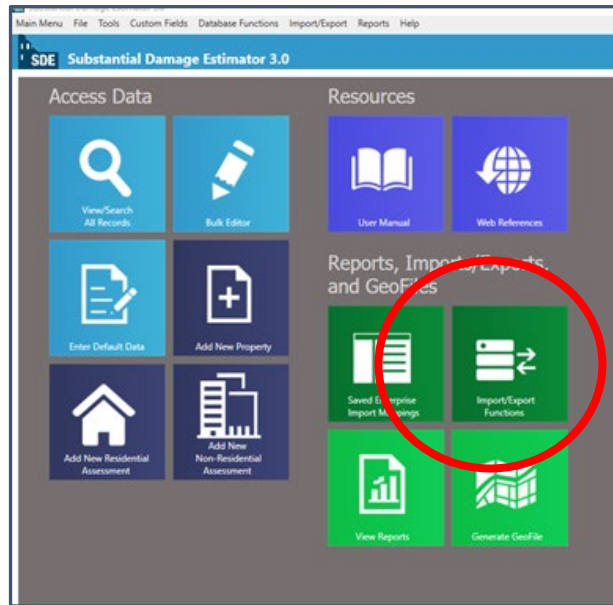 Main Menu File Tools Custom Fields Database Functions Import/Export Reports Help
SDE Substantial Damage Estimator 3.0
Access Data
View/Search
All Records
Bulk Editor
Enter Default Data
Add New Property
Add New Residential
Assessment
Add New
Non-Residential
Assessment
Resources
User Manual
Web References
Reports, Imports/Exports,
and GeoFiles
Saved Enterprise
Import Mappings
Import/Export
Functions
View Reports
Generate GeoFile